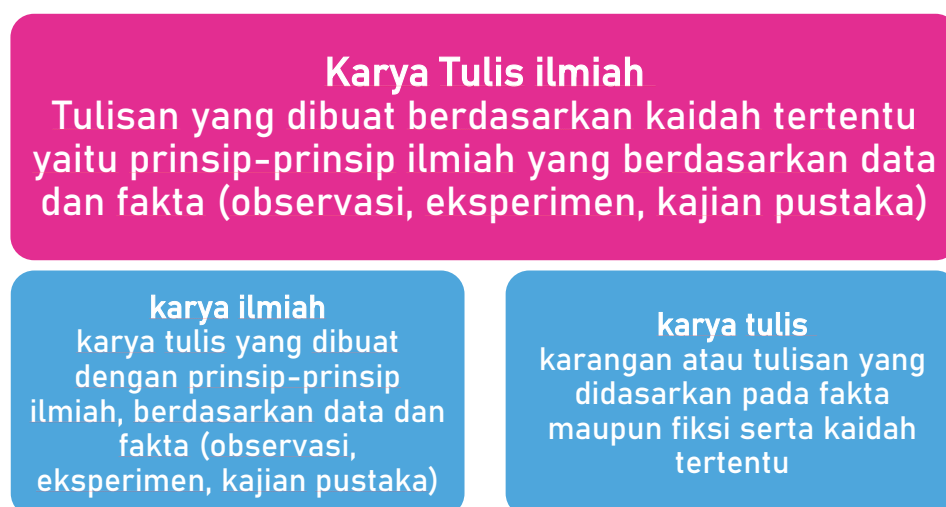 Karya Tulis ilmiah
Tulisan yang dibuat berdasarkan kaidah tertentu
yaitu prinsip-prinsip ilmiah yang berdasarkan data
dan fakta (observasi, eksperimen, kajian pustaka)
karya ilmiah
karya tulis yang dibuat
dengan prinsip-prinsip
ilmiah, berdasarkan data dan
fakta (observasi,
eksperimen, kajian pustaka)
karya tulis
karangan atau tulisan yang
didasarkan pada fakta
maupun fiksi serta kaidah
tertentu